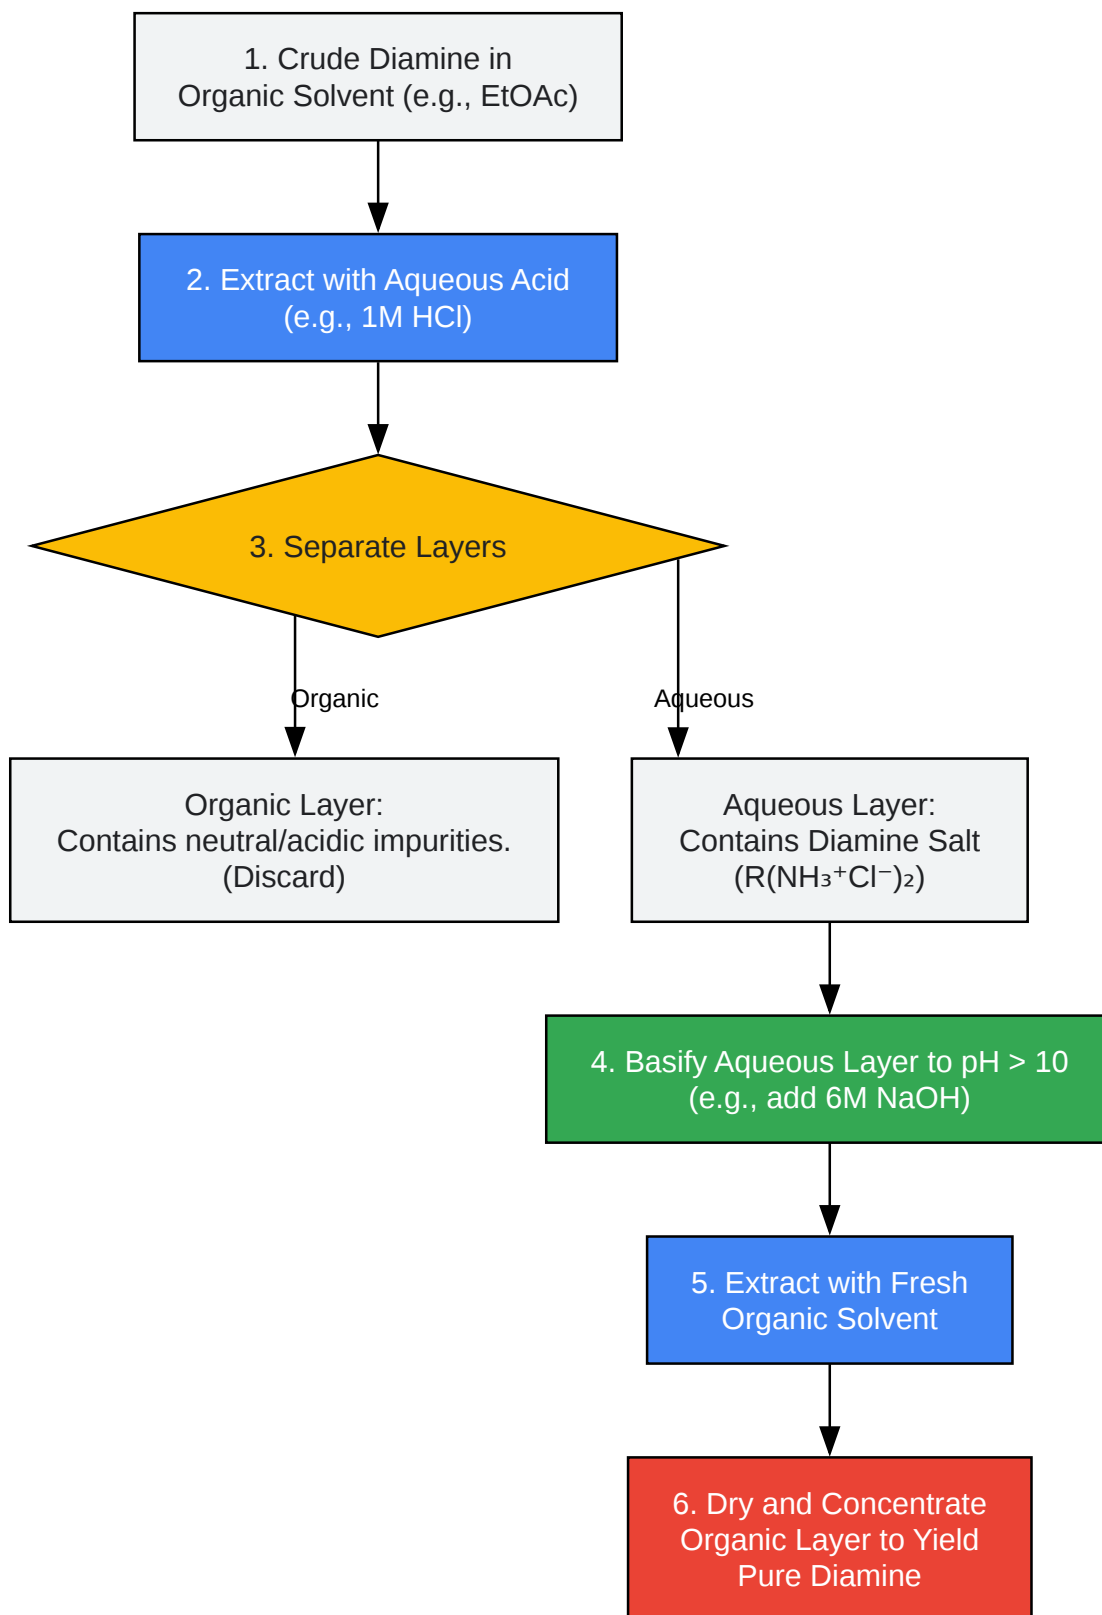 1. Crude Diamine in
Organic Solvent (e.g., EtOAc)
2. Extract with Aqueous Acid
(e.g., 1M HCl)
3. Separate Layers
Organic
Aqueous
Organic Layer:
Contains neutral/acidic impurities.
(Discard)
Aqueous Layer:
Contains Diamine Salt
(R(NH₃⁺Cl⁻)₂)
4. Basify Aqueous Layer to pH > 10
(e.g., add 6M NaOH)
5. Extract with Fresh
Organic Solvent
6. Dry and Concentrate
Organic Layer to Yield
Pure Diamine